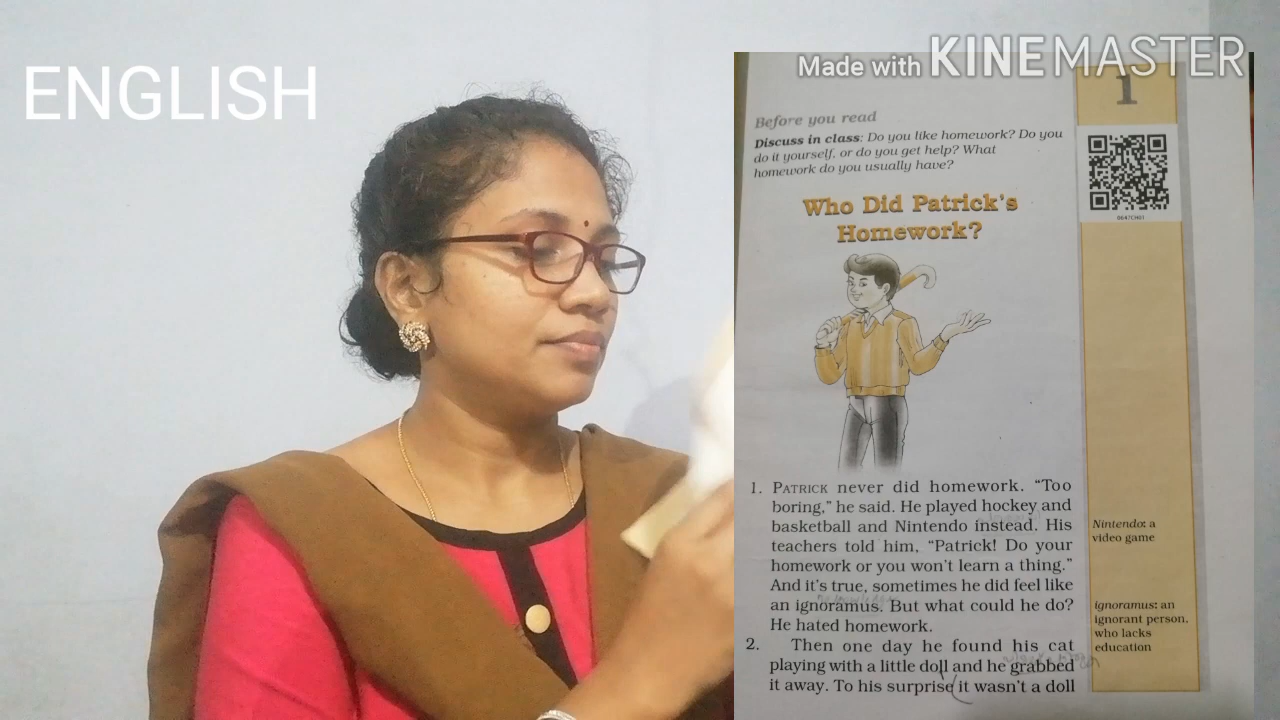 ENGLISH
Made with KINEMASTER
1
Before you read
Discuss in class: Do you like homework? Do you
do it yourself, or do you get help? What
homework do you usually have?
0647CH01
Who Did Patrick's
Homework?
1. PATRICK never did homework. “Too
boring,” he said. He played hockey and
basketball and Nintendo instead. His
teachers told him, “Patrick! Do your
homework or you won't learn a thing.”
And it's true, sometimes he did feel like
an ignoramus. But what could he do?
He hated homework.
2. Then one day he found his cat
playing with a little doll and he grabbed
it away. To his surprise it wasn't a doll
Nintendo: a
video game
ignoramus: an
ignorant person,
who lacks
education